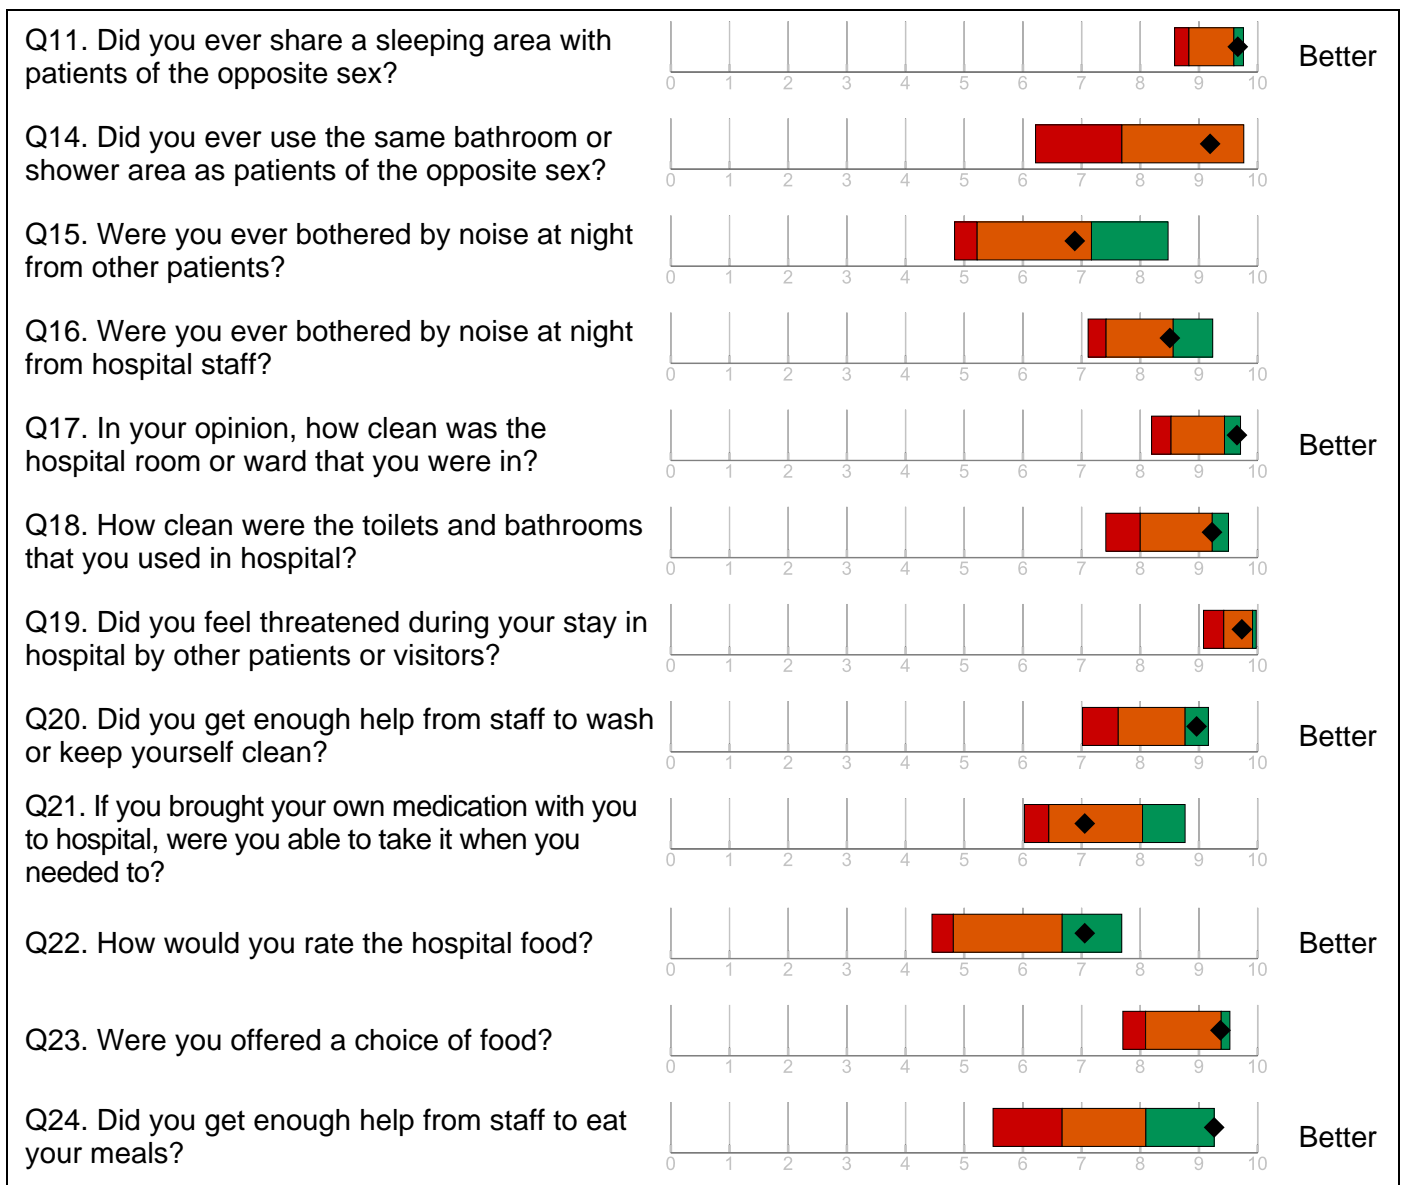 Q11. Did you ever share a sleeping area with
patients of the opposite sex?
Better
0 1 2 3 4 5 6 7 8 9 10
Q14. Did you ever use the same bathroom or
shower area as patients of the opposite sex?
0 1 2 3 4 5 6 7 8 9 10
Q15. Were you ever bothered by noise at night
from other patients?
0 1 2 3 4 5 6 7 8 9 10
Q16. Were you ever bothered by noise at night
from hospital staff?
0 1 2 3 4 5 6 7 8 9 10
Q17. In your opinion, how clean was the
hospital room or ward that you were in?
Better
0 1 2 3 4 5 6 7 8 9 10
Q18. How clean were the toilets and bathrooms
that you used in hospital?
0 1 2 3 4 5 6 7 8 9 10
Q19. Did you feel threatened during your stay in
hospital by other patients or visitors?
0 1 2 3 4 5 6 7 8 9 10
Q20. Did you get enough help from staff to wash
or keep yourself clean?
Better
0 1 2 3 4 5 6 7 8 9 10
Q21. If you brought your own medication with you
to hospital, were you able to take it when you
needed to?
0 1 2 3 4 5 6 7 8 9 10
Q22. How would you rate the hospital food?
Better
0 1 2 3 4 5 6 7 8 9 10
Q23. Were you offered a choice of food?
0 1 2 3 4 5 6 7 8 9 10
Q24. Did you get enough help from staff to eat
your meals?
Better
0 1 2 3 4 5 6 7 8 9 10